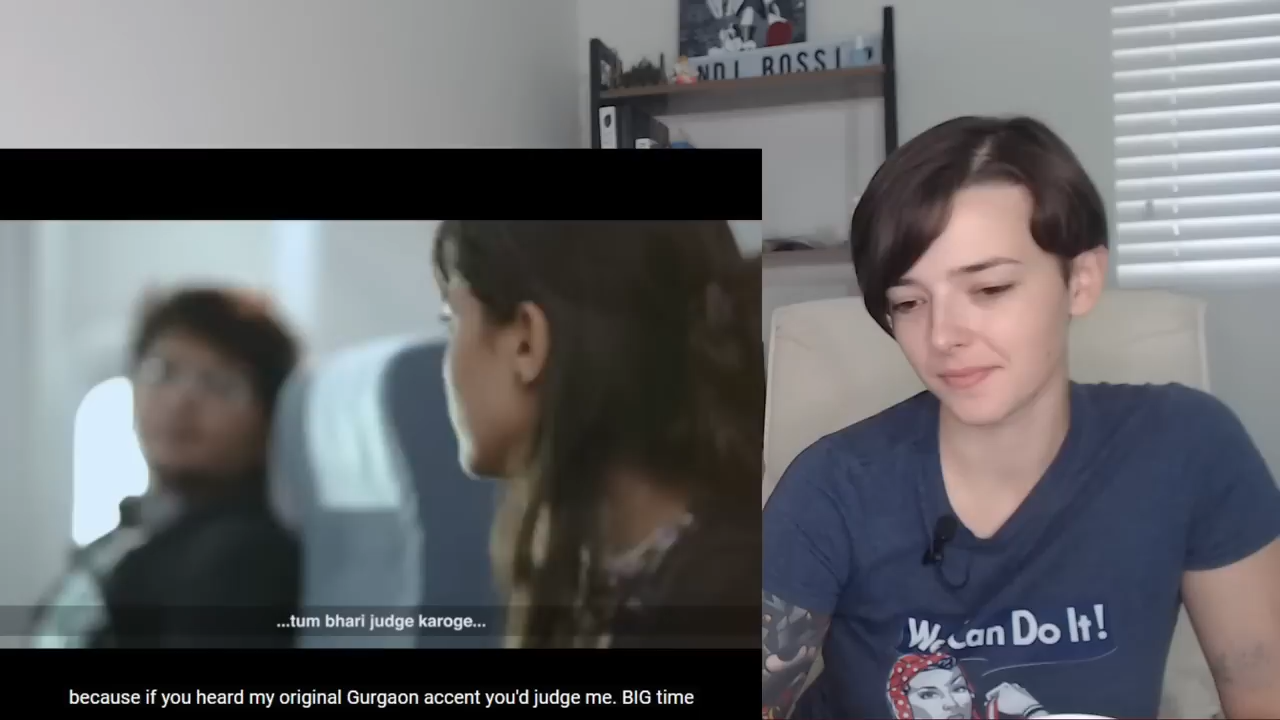 NDI ROSSI
...tum bhari judge karoge...
We Can Do It!
because if you heard my original Gurgaon accent you'd judge me. BIG time